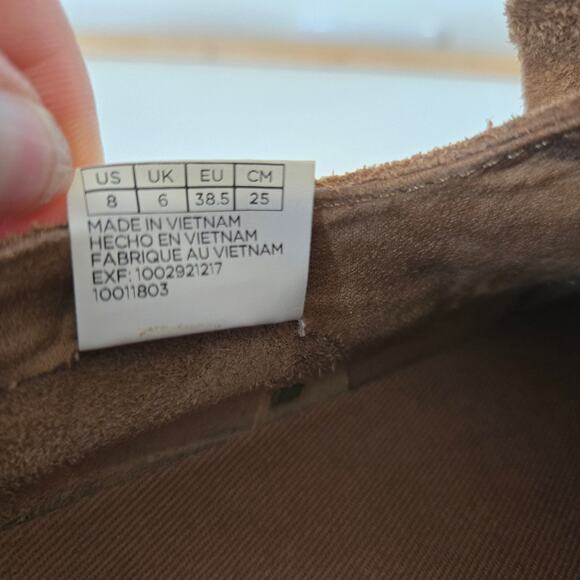 US UK EU CM
8 6 38.5 25
MADE IN VIETNAM
HECHO EN VIETNAM
FABRIQUE AU VIETNAM
EXF: 1002921217
10011803